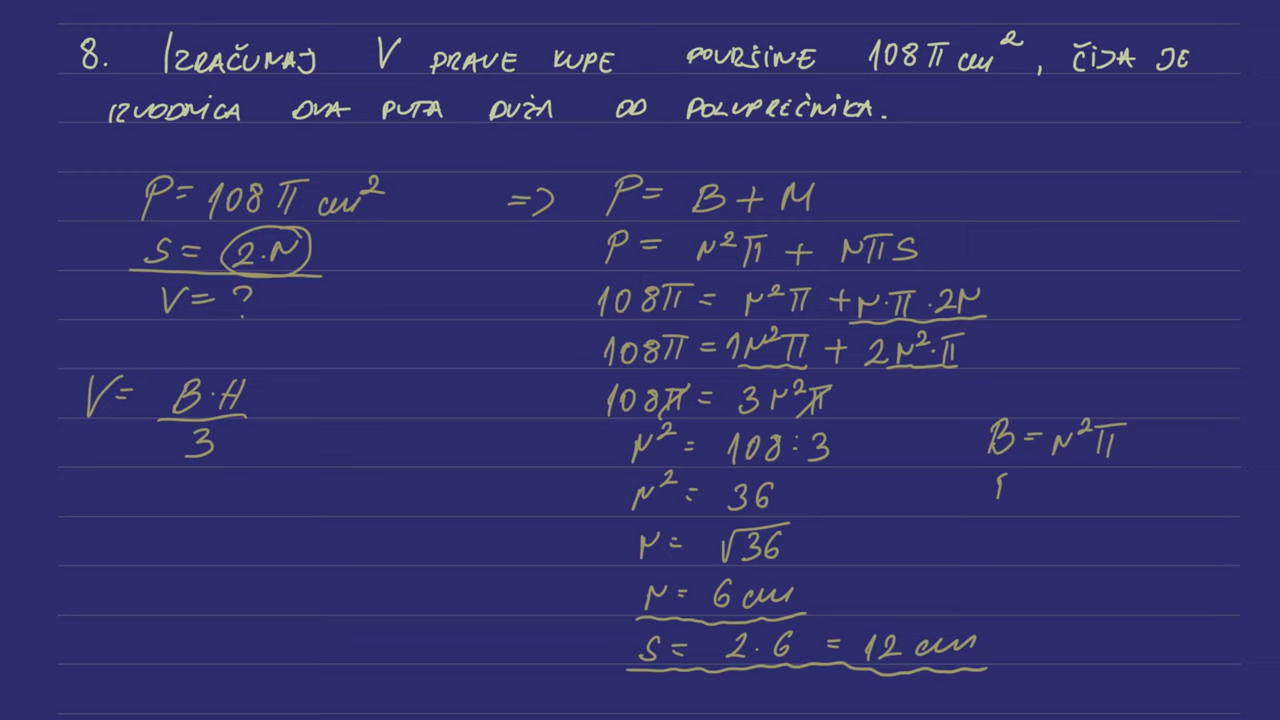 8. IZRAČUNAJ V PRAVE KUPE POVRŠINE 108π cm², ČIJA JE
IZVODNICA DVA PUTA DUŽA OD POLUPREČNIKA.
P = 108π cm² => P = B + M
s = 2·r
P = r²π + rπs
V = ?
108π = r²π + r·π·2r
108π = 1r²π + 2r²·π
V = B·H / 3
108π = 3r²π
r² = 108 : 3
B = r²π
r² = 36
r = √36
r = 6 cm
s = 2·6 = 12 cm